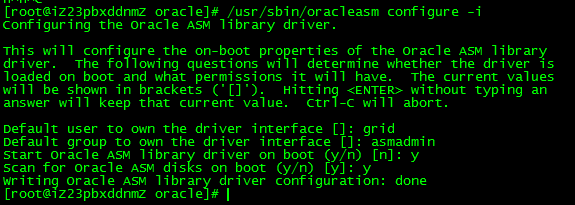 [root@iZ23pbxddnmZ oracle]# /usr/sbin/oracleasm configure -i
Configuring the Oracle ASM library driver.
This will configure the on-boot properties of the Oracle ASM library
driver.  The following questions will determine whether the driver is
loaded on boot and what permissions it will have.  The current values
will be shown in brackets ('[]').  Hitting <ENTER> without typing an
answer will keep that current value.  Ctrl-C will abort.
Default user to own the driver interface []: grid
Default group to own the driver interface []: asmadmin
Start Oracle ASM library driver on boot (y/n) [n]: y
Scan for Oracle ASM disks on boot (y/n) [y]: y
Writing Oracle ASM library driver configuration: done
[root@iZ23pbxddnmZ oracle]#